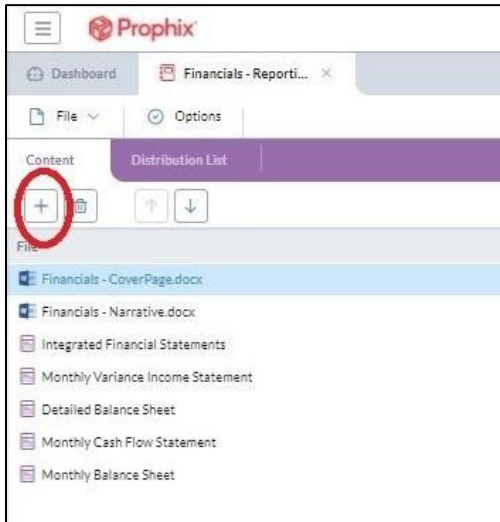 Prophix
Dashboard Financials - Reporti...
File Options
Content Distribution List
File
Financials - CoverPage.docx
Financials - Narrative.docx
Integrated Financial Statements
Monthly Variance Income Statement
Detailed Balance Sheet
Monthly Cash Flow Statement
Monthly Balance Sheet